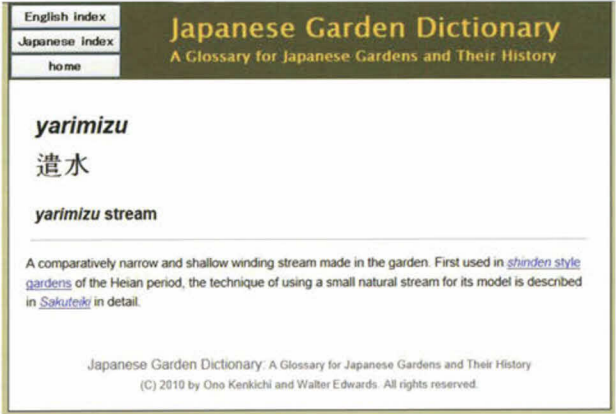 English index
Japanese index
home
Japanese Garden Dictionary
A Glossary for Japanese Gardens and Their History
yarimizu
遣水
yarimizu stream
A comparatively narrow and shallow winding stream made in the garden. First used in shinden style
gardens of the Heian period, the technique of using a small natural stream for its model is described
in Sakuteiki in detail.
Japanese Garden Dictionary: A Glossary for Japanese Gardens and Their History
(C) 2010 by Ono Kenkichi and Walter Edwards. All rights reserved.